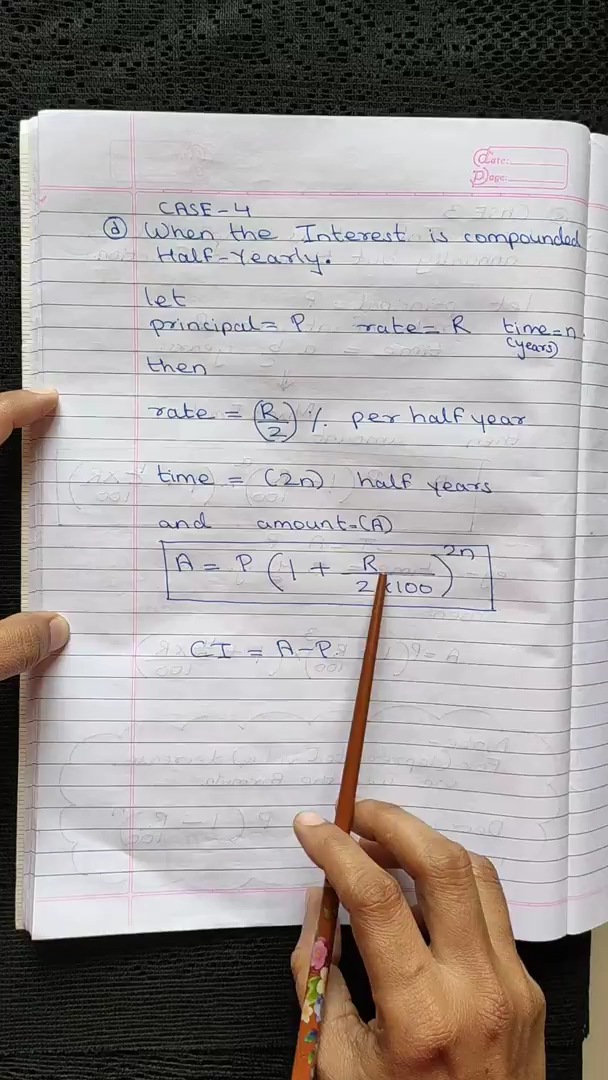 Date:
Page:
CASE-4
(d) When the Interest is compounded
Half-Yearly.
let
principal = P rate = R time = n
(years)
then
rate = (R/2) % per half year
time = (2n) half years
and amount = (A)
A = P (1 + R/2×100)^2n
CI = A-P